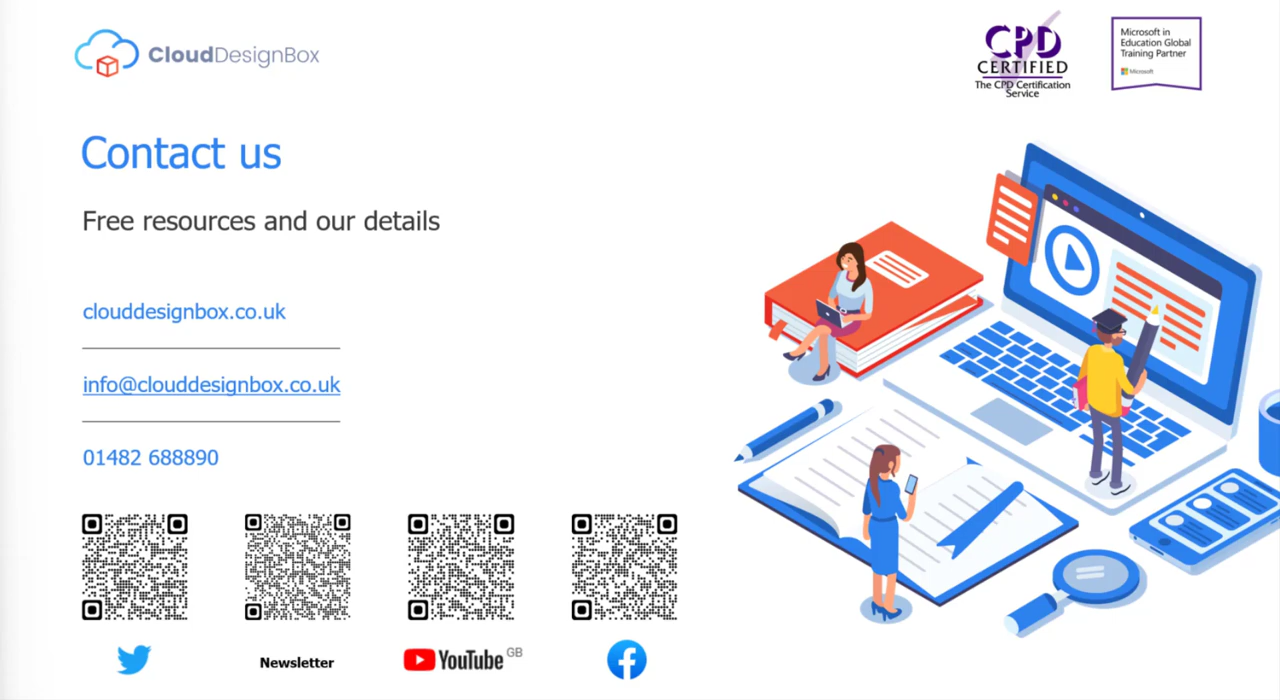 CloudDesignBox
CPD
CERTIFIED
The CPD Certification
Service
Microsoft in
Education Global
Training Partner
Microsoft
Contact us
Free resources and our details
clouddesignbox.co.uk
info@clouddesignbox.co.uk
01482 688890
Newsletter
YouTube GB